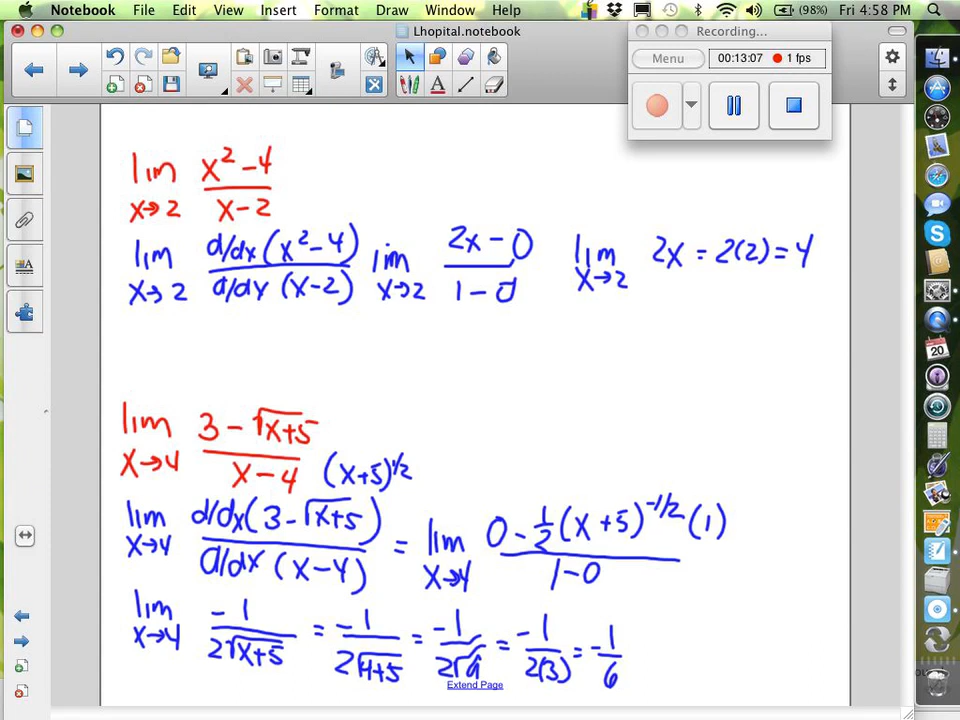 Notebook File Edit View Insert Format Draw Window Help (98%) Fri 4:58 PM
Lhopital.notebook
Recording...
Menu 00:13:07 1 fps
lim x→2 (x² - 4)/(x - 2)
lim x→2 d/dx (x² - 4) / d/dx (x - 2) lim x→2 (2x - 0)/(1 - 0) lim x→2 2x = 2(2) = 4
lim x→4 (3 - √x+5)/(x - 4) (x+5)^1/2
lim x→4 d/dx (3 - √x+5) / d/dx (x - 4) = lim x→4 (0 - 1/2 (x+5)^-1/2 (1))/(1 - 0)
lim x→4 -1/(2√x+5) = -1/(2√4+5) = -1/(2√9) = -1/(2(3)) = -1/6
Extend Page
20